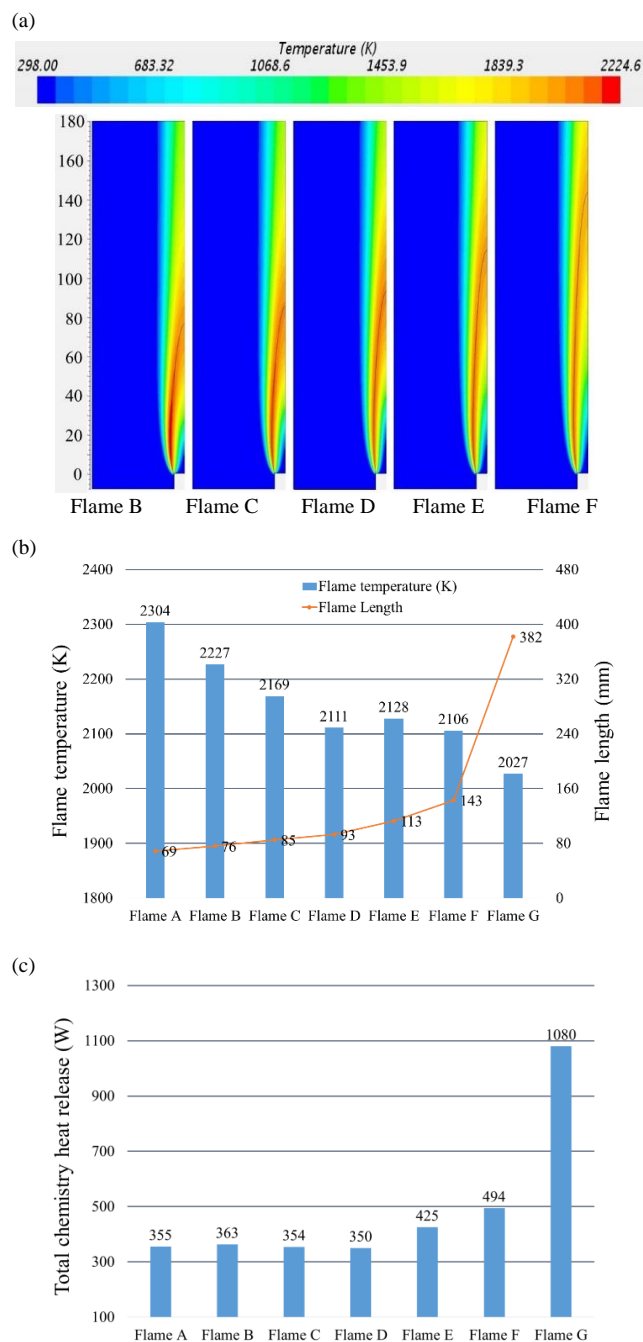 (a)
Temperature (K)
298.00 683.32 1068.6 1453.9 1839.3 2224.6
180
160
140
120
100
80
60
40
20
0
Flame B Flame C Flame D Flame E Flame F
(b)
2400 480
Flame temperature (K)
Flame Length
2304
2300 400
382
2227
2200 320
2169
2128
2111
2106
2100 240
2027
2000 160
143
113
93
85
76
69
1900 80
1800 0
Flame temperature (K)
Flame length (mm)
Flame A Flame B Flame C Flame D Flame E Flame F Flame G
(c)
1300
1100
1080
900
700
500
494
425
355 363 354 350
300
100
Total chemistry heat release (W)
Flame A Flame B Flame C Flame D Flame E Flame F Flame G